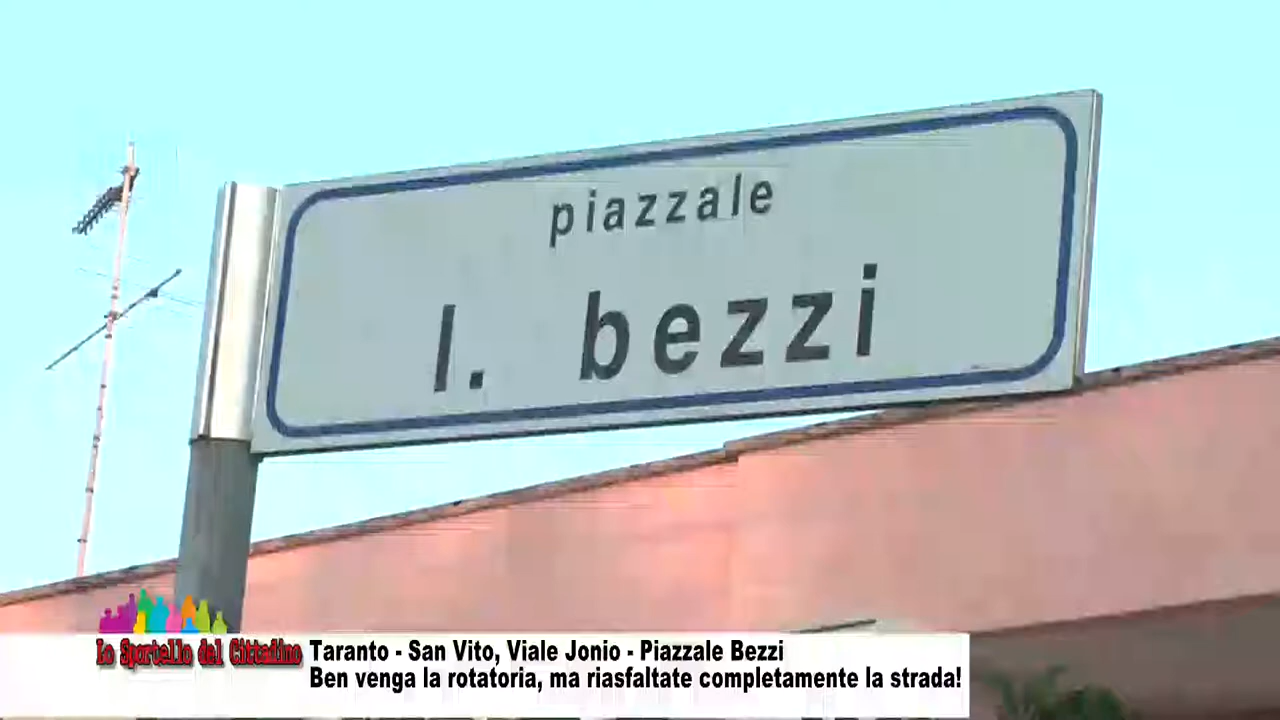 piazzale
l. bezzi
Lo Sportello del Cittadino
Taranto - San Vito, Viale Jonio - Piazzale Bezzi
Ben venga la rotatoria, ma riasfaltate completamente la strada!